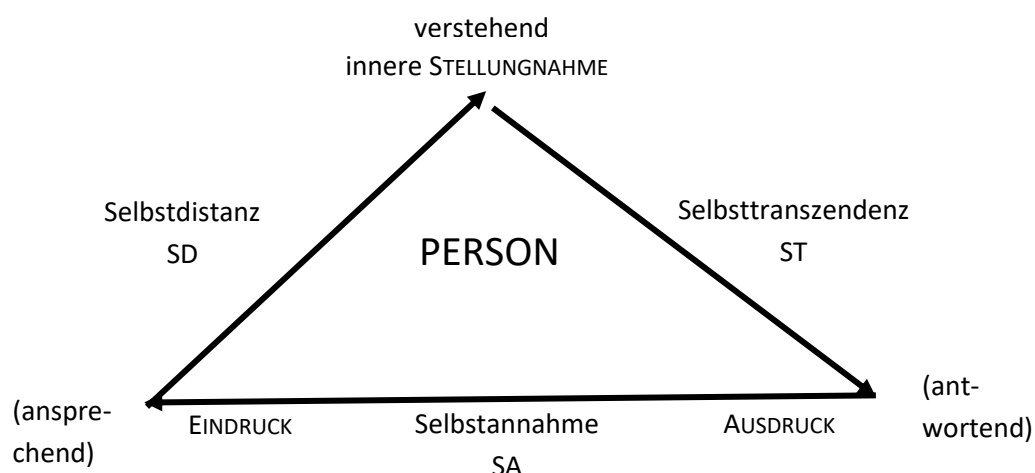 verstehend
innere STELLUNGNAHME
Selbstdistanz
SD
Selbsttranszendenz
ST
PERSON
(anspre-
chend)
EINDRUCK
Selbstannahme
SA
AUSDRUCK
(ant-
wortend)